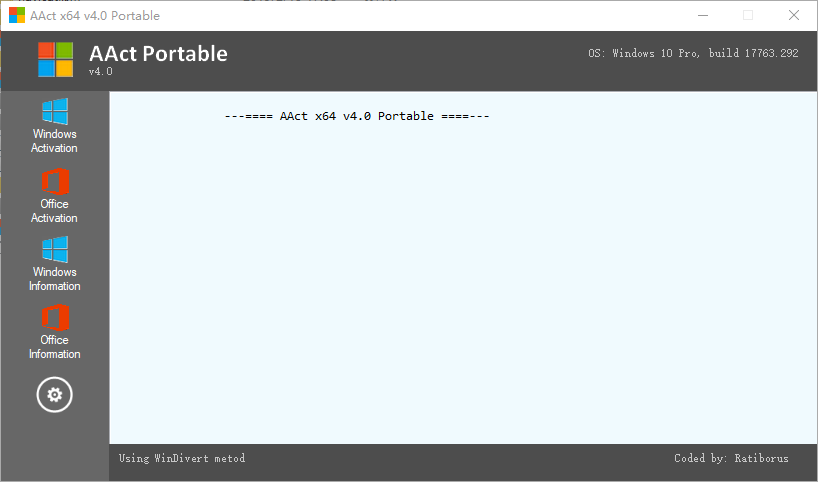 AAct x64 v4.0 Portable
AAct Portable
v4.0
OS: Windows 10 Pro, build 17763.292
Windows
Activation
Office
Activation
Windows
Information
Office
Information
---==== AAct x64 v4.0 Portable ====---
Using WinDivert metod
Coded by: Ratiborus